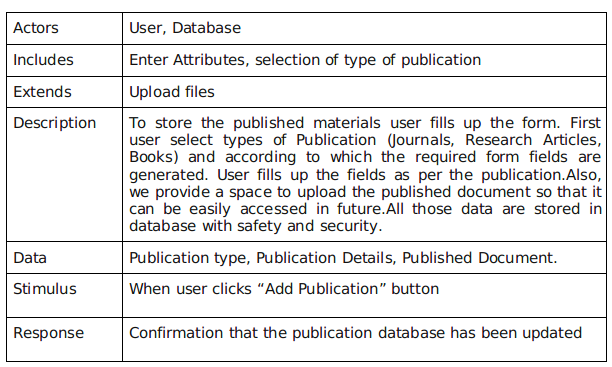 Actors User, Database
Includes Enter Attributes, selection of type of publication
Extends Upload files
Description To store the published materials user fills up the form. First
user select types of Publication (Journals, Research Articles,
Books) and according to which the required form fields are
generated. User fills up the fields as per the publication.Also,
we provide a space to upload the published document so that it
can be easily accessed in future.All those data are stored in
database with safety and security.
Data Publication type, Publication Details, Published Document.
Stimulus When user clicks “Add Publication” button
Response Confirmation that the publication database has been updated